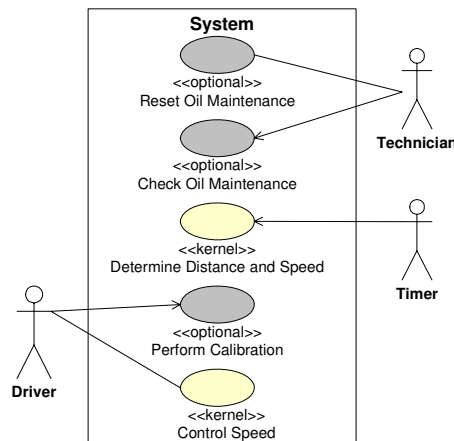 System
<<optional>>
Reset Oil Maintenance
Technician
<<optional>>
Check Oil Maintenance
<<kernel>>
Determine Distance and Speed
Timer
<<optional>>
Perform Calibration
Driver
<<kernel>>
Control Speed